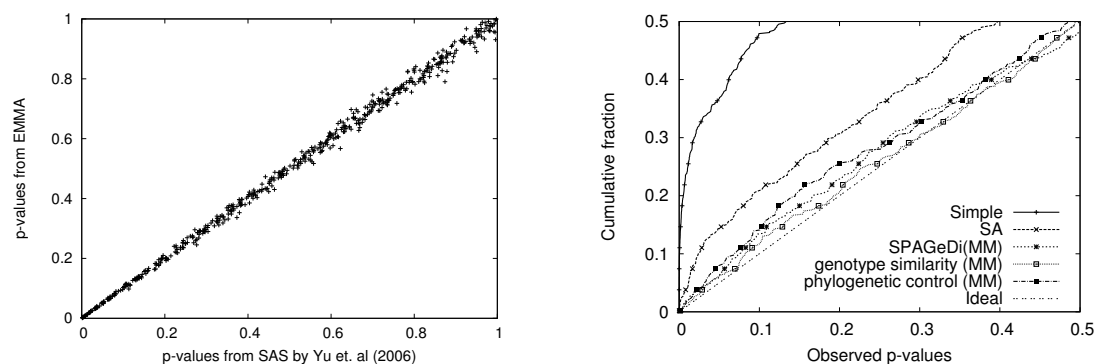 1
0.8
0.6
0.4
0.2
0
0 0.2 0.4 0.6 0.8 1
p-values from EMMA
p-values from SAS by Yu et. al (2006)
0.5
0.4
0.3
0.2
0.1
0
0 0.1 0.2 0.3 0.4 0.5
Cumulative fraction
Observed p-values
Simple
SA
SPAGeDi(MM)
genotype similarity (MM)
phylogenetic control (MM)
Ideal